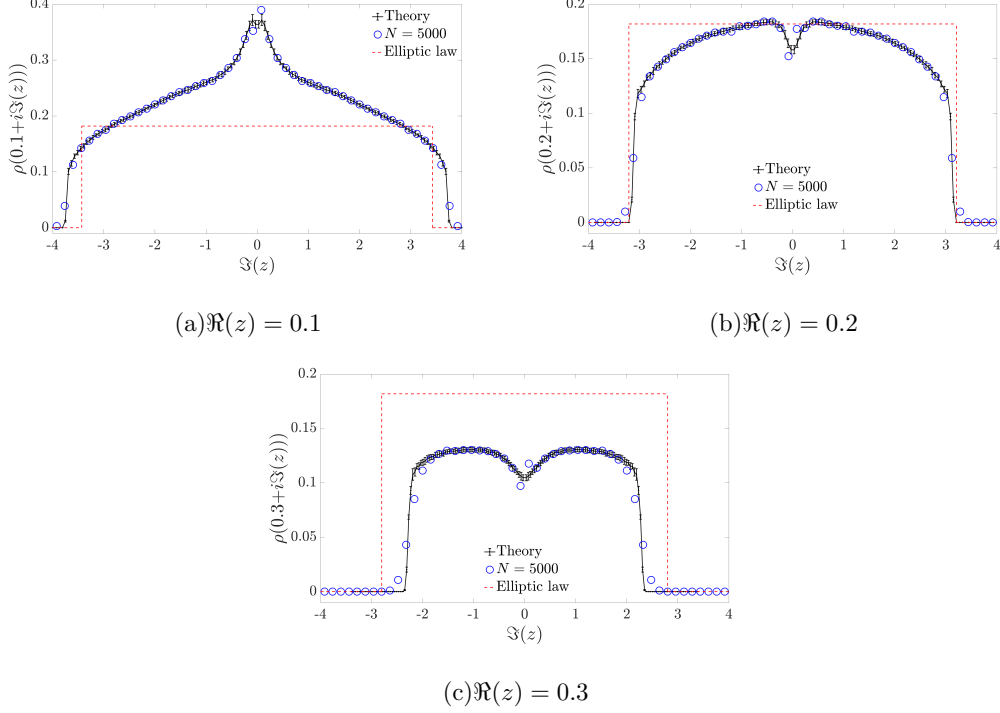 0.4
0.3
0.2
0.1
0
ρ(0.1+iℑ(z)))
Theory
N = 5000
Elliptic law
-4 -3 -2 -1 0 1 2 3 4
ℑ(z)
(a)ℜ(z) = 0.1
0.2
0.15
0.1
0.05
0
ρ(0.2+iℑ(z)))
Theory
N = 5000
Elliptic law
-4 -3 -2 -1 0 1 2 3 4
ℑ(z)
(b)ℜ(z) = 0.2
0.2
0.15
0.1
0.05
0
ρ(0.3+iℑ(z)))
Theory
N = 5000
Elliptic law
-4 -3 -2 -1 0 1 2 3 4
ℑ(z)
(c)ℜ(z) = 0.3